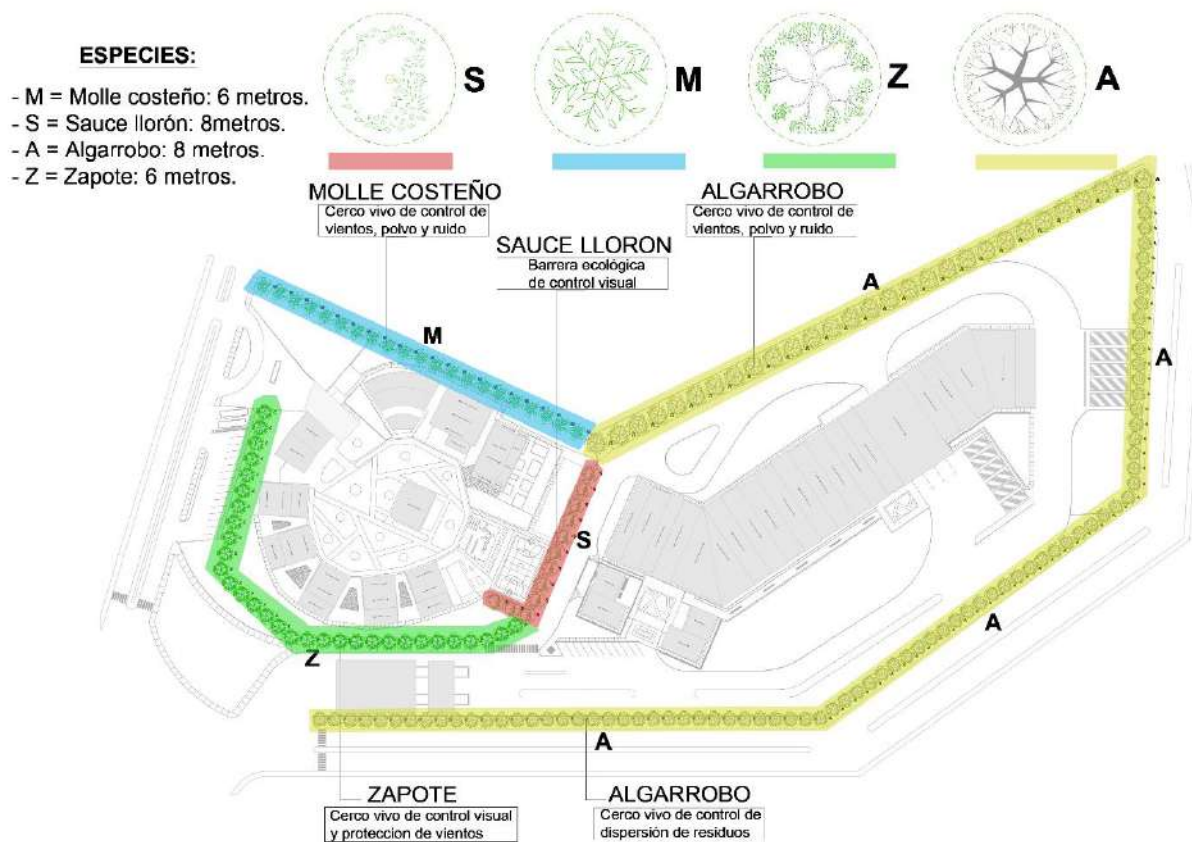 ESPECIES:
- M = Molle costeño: 6 metros.
- S = Sauce llorón: 8metros.
- A = Algarrobo: 8 metros.
- Z = Zapote: 6 metros.
S
M
Z
A
MOLLE COSTEÑO
Cerco vivo de control de
vientos, polvo y ruido
SAUCE LLORON
Barrera ecológica
de control visual
ALGARROBO
Cerco vivo de control de
vientos, polvo y ruido
A
M
A
S
A
Z
A
ZAPOTE
Cerco vivo de control visual
y proteccion de vientos
ALGARROBO
Cerco vivo de control de
dispersión de residuos